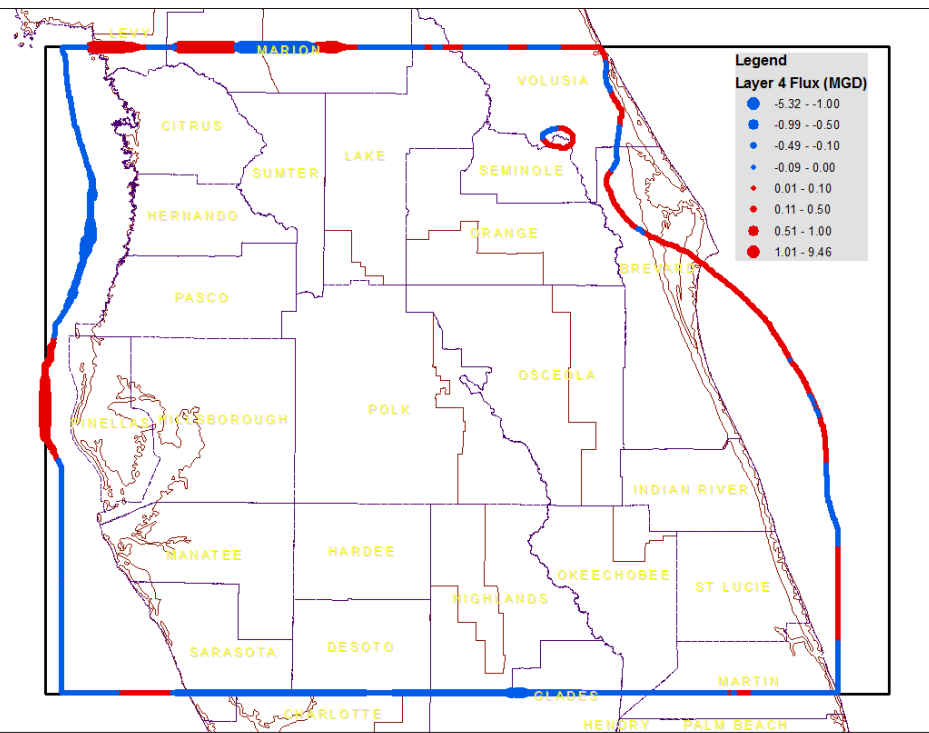 LEVY
MARION
VOLUSIA
Legend
Layer 4 Flux (MGD)
-5.32 - -1.00
-0.99 - -0.50
-0.49 - -0.10
-0.09 - 0.00
0.01 - 0.10
0.11 - 0.50
0.51 - 1.00
1.01 - 9.46
CITRUS
LAKE
SUMTER
SEMINOLE
HERNANDO
ORANGE
BREVARD
PASCO
OSCEOLA
POLK
PINELLAS
HILLSBOROUGH
INDIAN RIVER
MANATEE
HARDEE
OKEECHOBEE
ST LUCIE
HIGHLANDS
SARASOTA
DESOTO
MARTIN
GLADES
CHARLOTTE
HENDRY
PALM BEACH